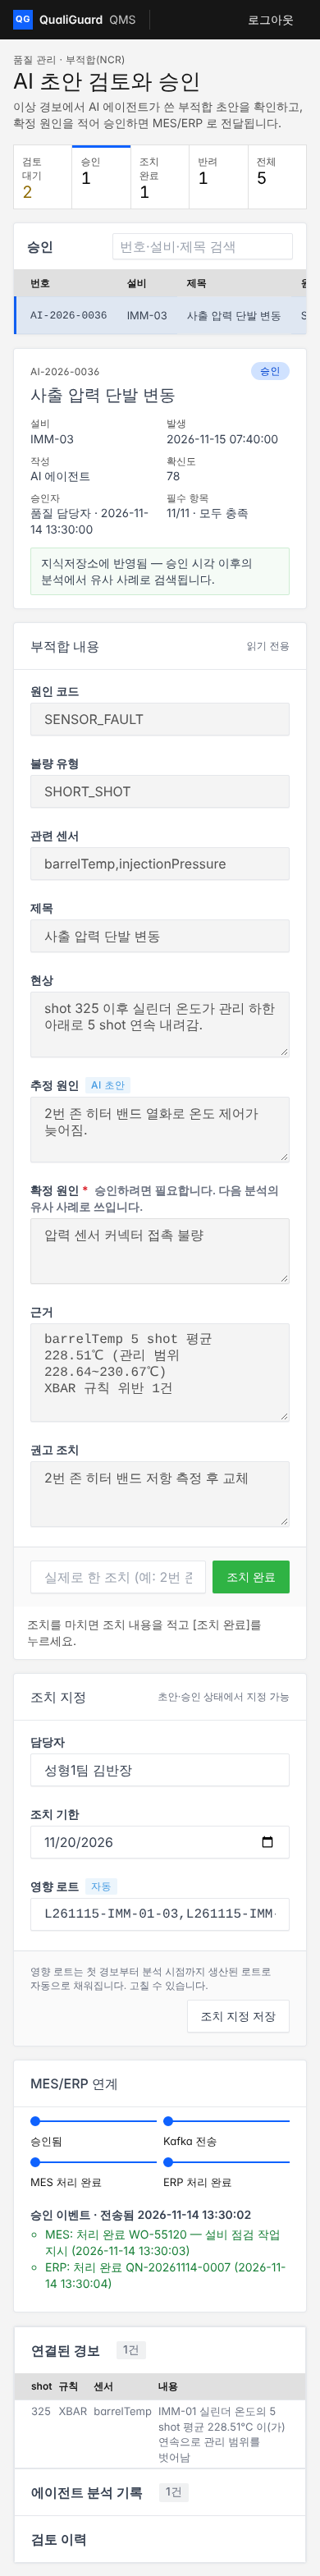 QG QualiGuard QMS
로그아웃
품질 관리 · 부적합(NCR)
AI 초안 검토와 승인
이상 경보에서 AI 에이전트가 쓴 부적합 초안을 확인하고,
확정 원인을 적어 승인하면 MES/ERP 로 전달됩니다.
검토
대기
2
승인
1
조치
완료
1
반려
1
전체
5
승인
번호·설비·제목 검색
번호 설비 제목
AI-2026-0036 IMM-03 사출 압력 단발 변동
AI-2026-0036
승인
사출 압력 단발 변동
설비
IMM-03
발생
2026-11-15 07:40:00
작성
AI 에이전트
확신도
78
승인자
품질 담당자 · 2026-11-
14 13:30:00
필수 항목
11/11 · 모두 충족
지식저장소에 반영됨 — 승인 시각 이후의
분석에서 유사 사례로 검색됩니다.
부적합 내용
읽기 전용
원인 코드
SENSOR_FAULT
불량 유형
SHORT_SHOT
관련 센서
barrelTemp,injectionPressure
제목
사출 압력 단발 변동
현상
shot 325 이후 실린더 온도가 관리 하한
아래로 5 shot 연속 내려감.
추정 원인 AI 초안
2번 존 히터 밴드 열화로 온도 제어가
늦어짐.
확정 원인 * 승인하려면 필요합니다. 다음 분석의
유사 사례로 쓰입니다.
압력 센서 커넥터 접촉 불량
근거
barrelTemp 5 shot 평균
228.51℃ (관리 범위
228.64~230.67℃)
XBAR 규칙 위반 1건
권고 조치
2번 존 히터 밴드 저항 측정 후 교체
실제로 한 조치 (예: 2번 존
조치 완료
조치를 마치면 조치 내용을 적고 [조치 완료]를
누르세요.
조치 지정
초안·승인 상태에서 지정 가능
담당자
성형1팀 김반장
조치 기한
11/20/2026
영향 로트 자동
L261115-IMM-01-03,L261115-IMM-
영향 로트는 첫 경보부터 분석 시점까지 생산된 로트로
자동으로 채워집니다. 고칠 수 있습니다.
조치 지정 저장
MES/ERP 연계
승인됨
Kafka 전송
MES 처리 완료
ERP 처리 완료
승인 이벤트 · 전송됨 2026-11-14 13:30:02
MES: 처리 완료 WO-55120 — 설비 점검 작업
지시 (2026-11-14 13:30:03)
ERP: 처리 완료 QN-20261114-0007 (2026-11-
14 13:30:04)
연결된 경보 1건
shot 규칙 센서 내용
325 XBAR barrelTemp IMM-01 실린더 온도의 5
shot 평균 228.51°C 이(가)
연속으로 관리 범위를
벗어남
에이전트 분석 기록 1건
검토 이력